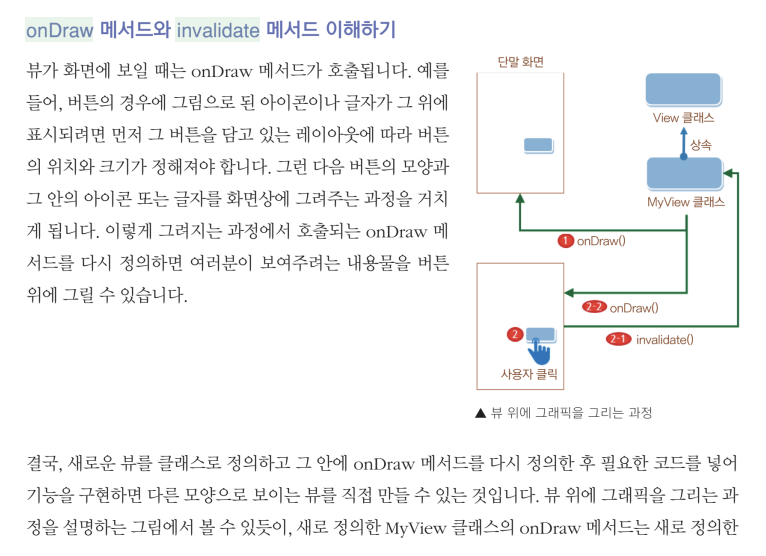 onDraw 메서드와 invalidate 메서드 이해하기
뷰가 화면에 보일 때는 onDraw 메서드가 호출됩니다. 예를
들어, 버튼의 경우에 그림으로 된 아이콘이나 글자가 그 위에
표시되려면 먼저 그 버튼을 담고 있는 레이아웃에 따라 버튼
의 위치와 크기가 정해져야 합니다. 그런 다음 버튼의 모양과
그 안의 아이콘 또는 글자를 화면상에 그려주는 과정을 거치
게 됩니다. 이렇게 그려지는 과정에서 호출되는 onDraw 메
서드를 다시 정의하면 여러분이 보여주려는 내용물을 버튼
위에 그릴 수 있습니다.
단말 화면
View 클래스
상속
MyView 클래스
1 onDraw()
2-2 onDraw()
2
2-1 invalidate()
사용자 클릭
▲ 뷰 위에 그래픽을 그리는 과정
결국, 새로운 뷰를 클래스로 정의하고 그 안에 onDraw 메서드를 다시 정의한 후 필요한 코드를 넣어
기능을 구현하면 다른 모양으로 보이는 뷰를 직접 만들 수 있는 것입니다. 뷰 위에 그래픽을 그리는 과
정을 설명하는 그림에서 볼 수 있듯이, 새로 정의한 MyView 클래스의 onDraw 메서드는 새로 정의한